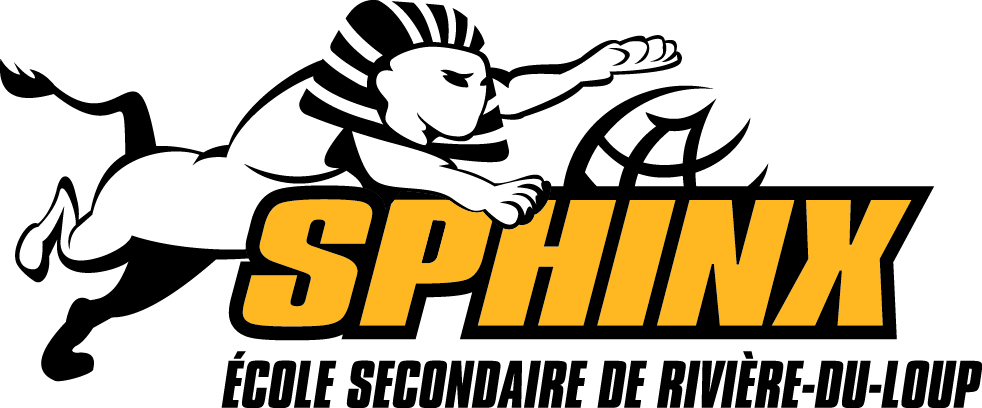 SPHINX
ÉCOLE SECONDAIRE DE RIVIÈRE-DU-LOUP